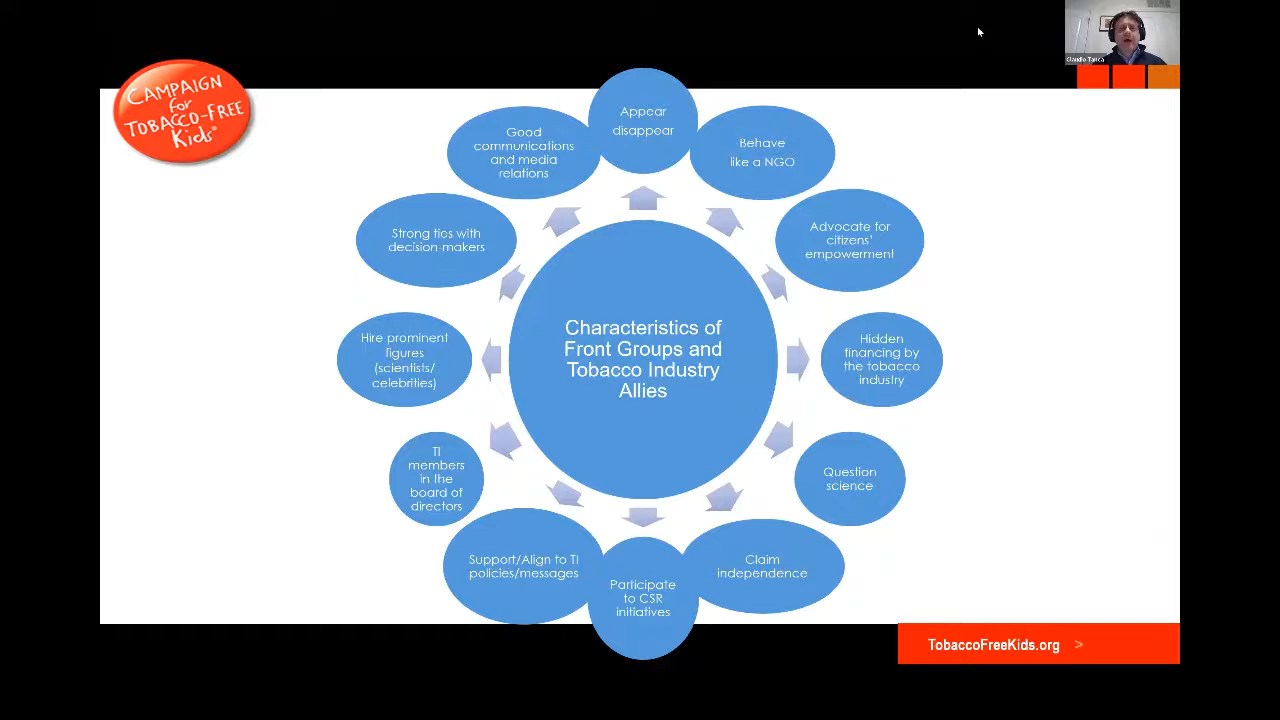 CAMPAIGN
for
TOBACCO-FREE
Kids®
Claudio Tanca
Appear
disappear
Behave
like a NGO
Advocate for
citizens'
empowerment
Hidden
financing by
the tobacco
industry
Question
science
Claim
independence
Participate
to CSR
initiatives
Support/Align to TI
policies/messages
TI
members
in the
board of
directors
Hire prominent
figures
(scientists/
celebrities)
Strong ties with
decision-makers
Good
communications
and media
relations
Characteristics of
Front Groups and
Tobacco Industry
Allies
TobaccoFreeKids.org >